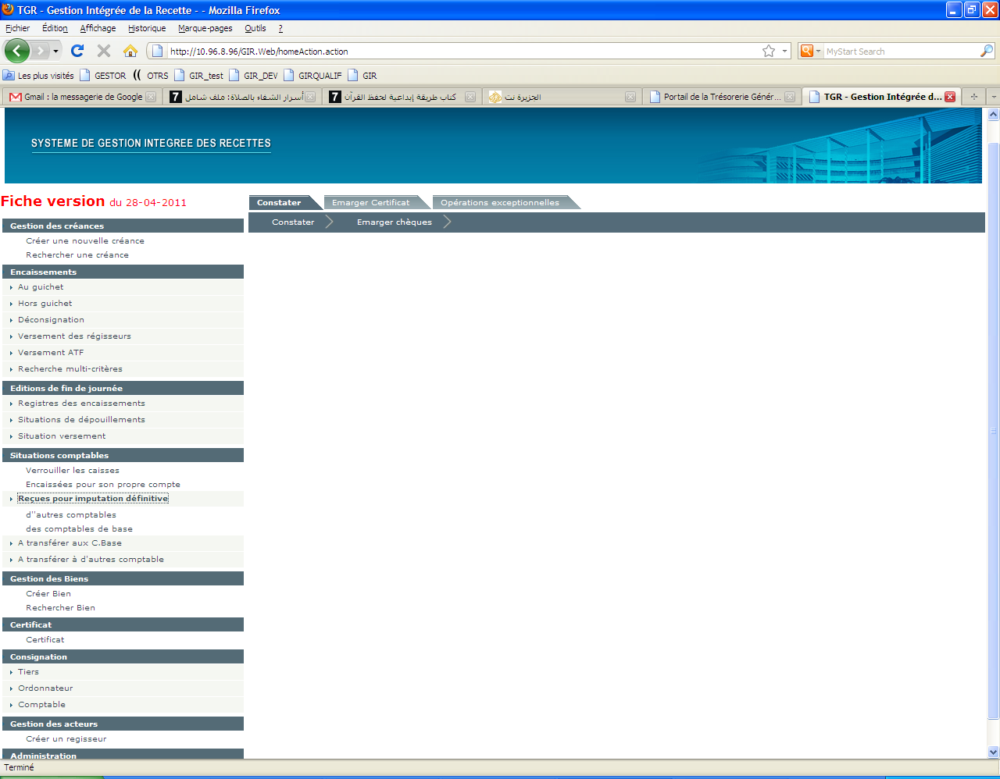 TGR - Gestion Intégrée de la Recette - - Mozilla Firefox
Fichier Édition Affichage Historique Marque-pages Outils ?
http://10.96.8.96/GIR.Web/homeAction.action
MyStart Search
Les plus visités GESTOR OTRS GIR_test GIR_DEV GIRQUALIF GIR
Gmail : la messagerie de Google
7 أسرار الشفاء بالصلاة: ملف شامل
7 كتاب طريقة إبداعية لحفظ القرآن
الجزيرة نت
Portail de la Trésorerie Génér...
TGR - Gestion Intégrée d...
SYSTEME DE GESTION INTEGREE DES RECETTES
Fiche version du 28-04-2011
Constater Emarger Certificat Opérations exceptionnelles
Constater Emarger chèques
Gestion des créances
Créer une nouvelle créance
Rechercher une créance
Encaissements
Au guichet
Hors guichet
Déconsignation
Versement des régisseurs
Versement ATF
Recherche multi-critères
Editions de fin de journée
Registres des encaissements
Situations de dépouillements
Situation versement
Situations comptables
Verrouiller les caisses
Encaissées pour son propre compte
Reçues pour imputation définitive
d''autres comptables
des comptables de base
A transférer aux C.Base
A transférer à d'autres comptable
Gestion des Biens
Créer Bien
Rechercher Bien
Certificat
Certificat
Consignation
Tiers
Ordonnateur
Comptable
Gestion des acteurs
Créer un regisseur
Administration
Terminé